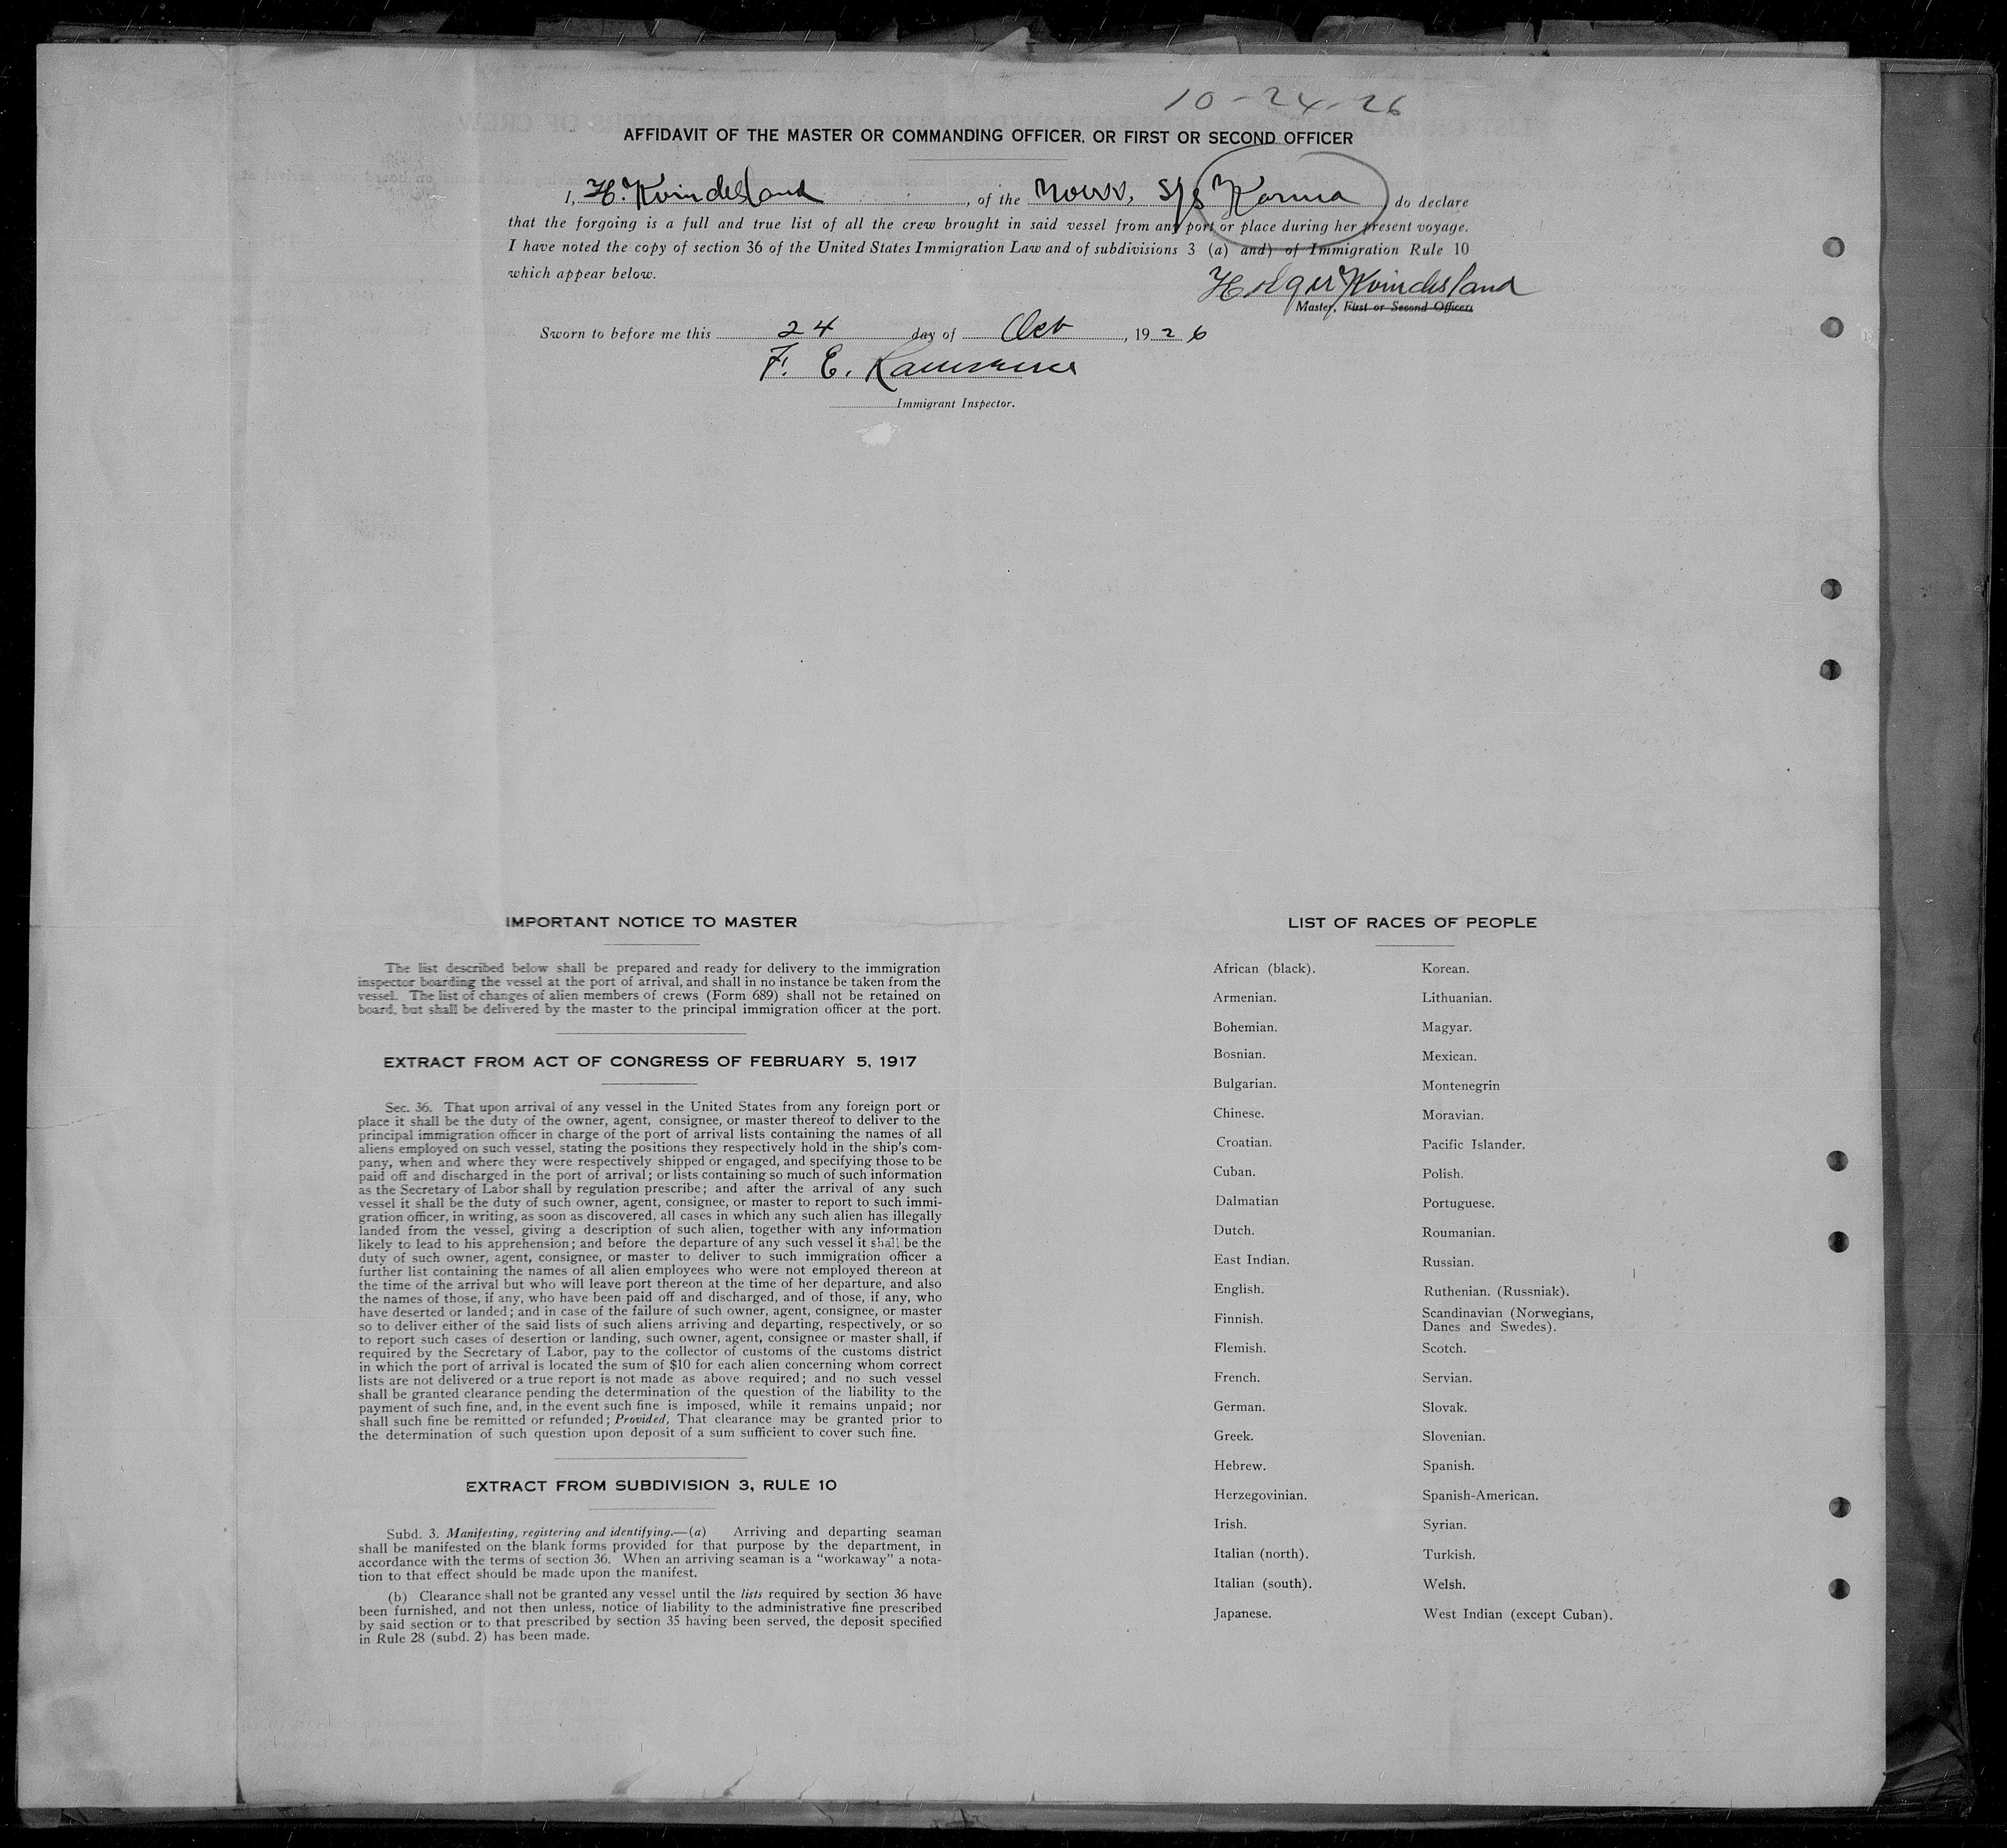 10-24-26
AFFIDAVIT OF THE MASTER OR COMMANDING OFFICER, OR FIRST OR SECOND OFFICER
I, H. Kvindesland, of the Norw. S/S Korma do declare
that the forgoing is a full and true list of all the crew brought in said vessel from any port or place during her present voyage.
I have noted the copy of section 36 of the United States Immigration Law and of subdivisions 3 (a) and) of Immigration Rule 10
which appear below.
Holger Kvindesland
Master, First or Second Officer.
Sworn to before me this 24 day of Oct, 1926
F. E.
Immigrant Inspector.
IMPORTANT NOTICE TO MASTER
The list described below shall be prepared and ready for delivery to the immigration
inspector boarding the vessel at the port of arrival, and shall in no instance be taken from the
vessel. The list of changes of alien members of crews (Form 689) shall not be retained on
board, but shall be delivered by the master to the principal immigration officer at the port.
EXTRACT FROM ACT OF CONGRESS OF FEBRUARY 5, 1917
Sec. 36. That upon arrival of any vessel in the United States from any foreign port or
place it shall be the duty of the owner, agent, consignee, or master thereof to deliver to the
principal immigration officer in charge of the port of arrival lists containing the names of all
aliens employed on such vessel, stating the positions they respectively hold in the ship's com-
pany, when and where they were respectively shipped or engaged, and specifying those to be
paid off and discharged in the port of arrival; or lists containing so much of such information
as the Secretary of Labor shall by regulation prescribe; and after the arrival of any such
vessel it shall be the duty of such owner, agent, consignee, or master to report to such immi-
gration officer, in writing, as soon as discovered, all cases in which any such alien has illegally
landed from the vessel, giving a description of such alien, together with any information
likely to lead to his apprehension; and before the departure of any such vessel it shall be the
duty of such owner, agent, consignee, or master to deliver to such immigration officer a
further list containing the names of all alien employees who were not employed thereon at
the time of the arrival but who will leave port thereon at the time of her departure, and also
the names of those, if any, who have been paid off and discharged, and of those, if any, who
have deserted or landed; and in case of the failure of such owner, agent, consignee, or master
so to deliver either of the said lists of such aliens arriving and departing, respectively, or so
to report such cases of desertion or landing, such owner, agent, consignee or master shall, if
required by the Secretary of Labor, pay to the collector of customs of the customs district
in which the port of arrival is located the sum of $10 for each alien concerning whom correct
lists are not delivered or a true report is not made as above required; and no such vessel
shall be granted clearance pending the determination of the question of the liability to the
payment of such fine, and, in the event such fine is imposed, while it remains unpaid; nor
shall such fine be remitted or refunded; Provided, That clearance may be granted prior to
the determination of such question upon deposit of a sum sufficient to cover such fine.
EXTRACT FROM SUBDIVISION 3, RULE 10
Subd. 3. Manifesting, registering and identifying.—(a) Arriving and departing seaman
shall be manifested on the blank forms provided for that purpose by the department, in
accordance with the terms of section 36. When an arriving seaman is a "workaway" a nota-
tion to that effect should be made upon the manifest.
(b) Clearance shall not be granted any vessel until the lists required by section 36 have
been furnished, and not then unless, notice of liability to the administrative fine prescribed
by said section or to that prescribed by section 35 having been served, the deposit specified
in Rule 28 (subd. 2) has been made.
LIST OF RACES OF PEOPLE
African (black).
Armenian.
Bohemian.
Bosnian.
Bulgarian.
Chinese.
Croatian.
Cuban.
Dalmatian
Dutch.
East Indian.
English.
Finnish.
Flemish.
French.
German.
Greek.
Hebrew.
Herzegovinian.
Irish.
Italian (north).
Italian (south).
Japanese.
Korean.
Lithuanian.
Magyar.
Mexican.
Montenegrin
Moravian.
Pacific Islander.
Polish.
Portuguese.
Roumanian.
Russian.
Ruthenian. (Russniak).
Scandinavian (Norwegians,
Danes and Swedes).
Scotch.
Servian.
Slovak.
Slovenian.
Spanish.
Spanish-American.
Syrian.
Turkish.
Welsh.
West Indian (except Cuban).